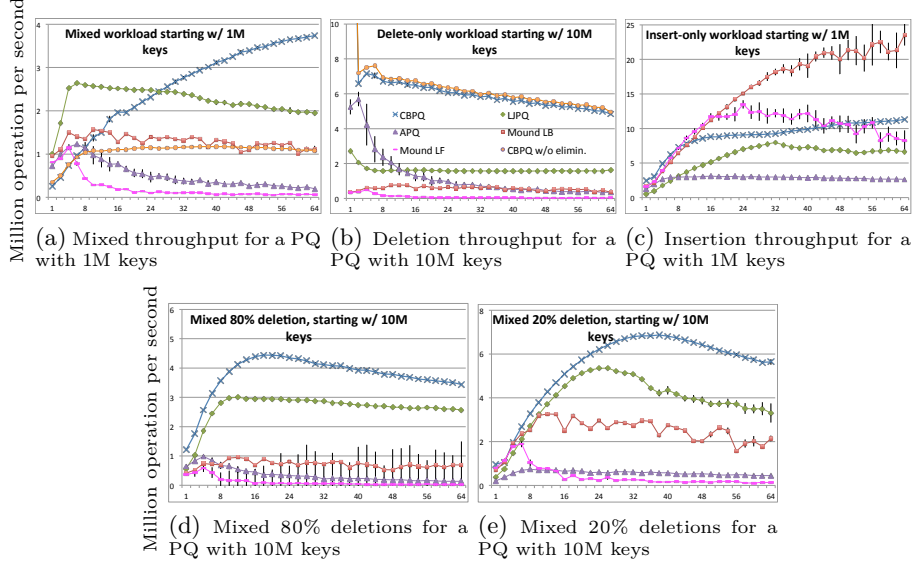 Million operation per second
Mixed workload starting w/ 1M
keys
4
3
2
1
0
1 8 16 24 32 40 48 56 64
(a) Mixed throughput for a PQ
with 1M keys
Delete-only workload starting w/ 10M
keys
10
8
6
4
2
0
CBPQ
LJPQ
APQ
Mound LB
Mound LF
CBPQ w/o elimin.
1 8 16 24 32 40 48 56 64
(b) Deletion throughput for a
PQ with 10M keys
Insert-only workload starting w/ 1M
keys
25
20
15
10
5
0
1 8 16 24 32 40 48 56 64
(c) Insertion throughput for a
PQ with 1M keys
Million operation per second
Mixed 80% deletion, starting w/ 10M
keys
6
5
4
3
2
1
0
1 8 16 24 32 40 48 56 64
(d) Mixed 80% deletions for a
PQ with 10M keys
Mixed 20% deletion, starting w/ 10M
keys
8
6
4
2
0
1 8 16 24 32 40 48 56 64
(e) Mixed 20% deletions for a
PQ with 10M keys